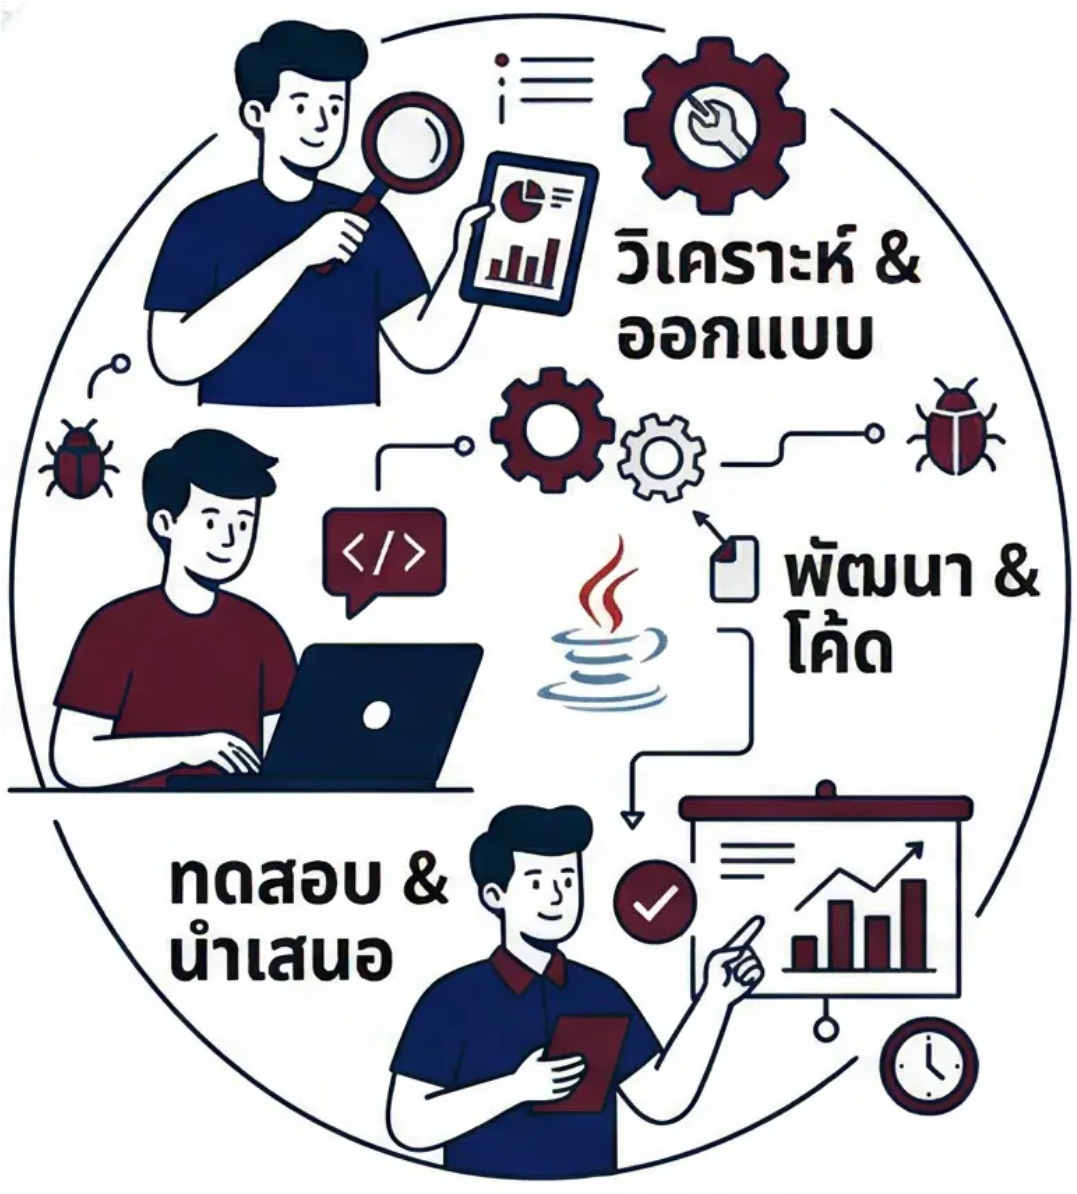 วิเคราะห์ &
ออกแบบ
</>
พัฒนา &
โค้ด
ทดสอบ &
นำเสนอ